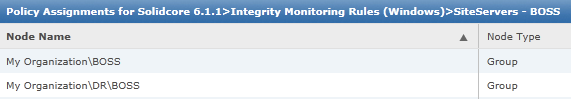 Policy Assignments for Solidcore 6.1.1>Integrity Monitoring Rules (Windows)>SiteServers - BOSS
Node Name Node Type
My Organization\BOSS Group
My Organization\DR\BOSS Group